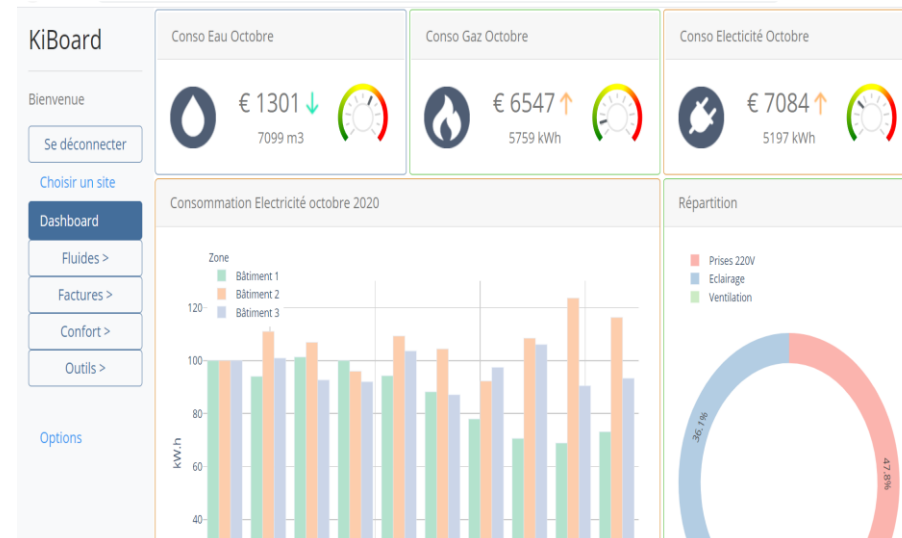 KiBoard
Bienvenue
Se déconnecter
Choisir un site
Dashboard
Fluides >
Factures >
Confort >
Outils >
Options
Conso Eau Octobre
€ 1301
7099 m3
Conso Gaz Octobre
€ 6547
5759 kWh
Conso Electicité Octobre
€ 7084
5197 kWh
Consommation Electricité octobre 2020
Zone
Bâtiment 1
Bâtiment 2
Bâtiment 3
120
100
80
60
40
kW.h
Répartition
Prises 220V
Eclairage
Ventilation
36.1%
47.8%